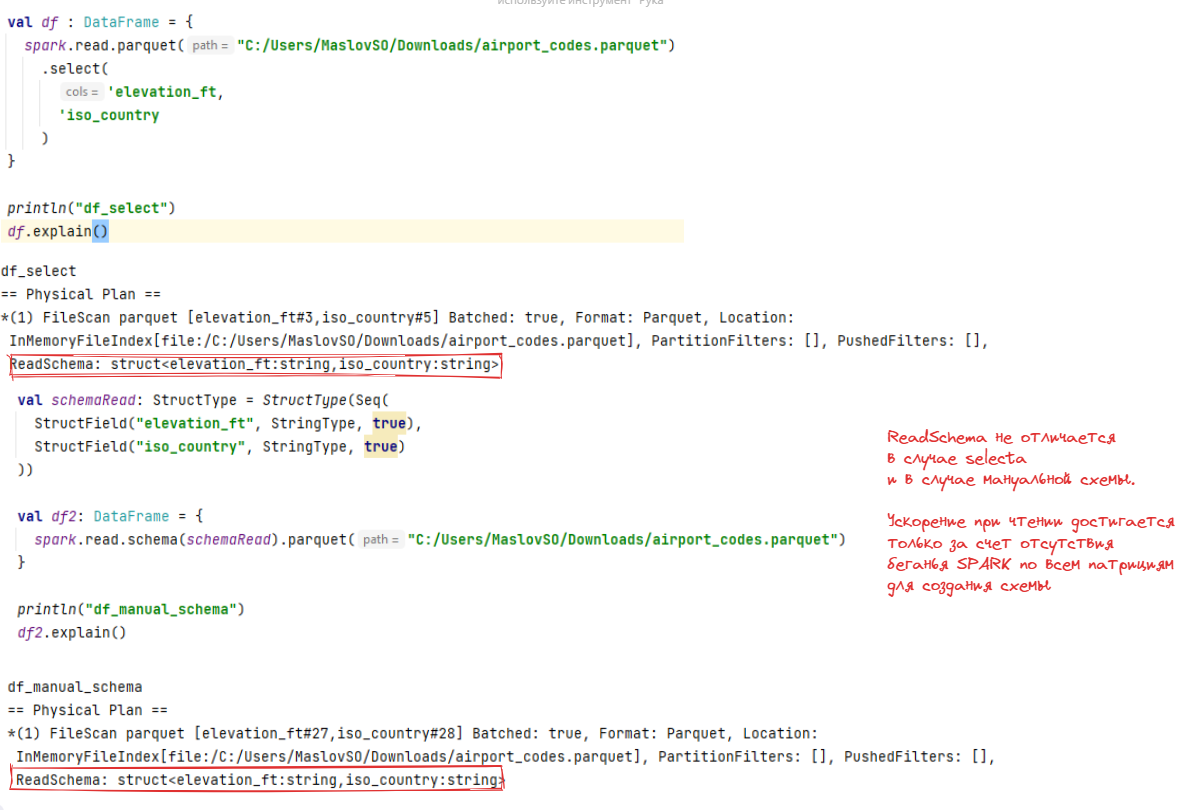 используйте инструмент "Рука"
val df : DataFrame = {
spark.read.parquet( path = "C:/Users/MaslovSO/Downloads/airport_codes.parquet")
.select(
cols = 'elevation_ft,
'iso_country
)
}
println("df_select")
df.explain()
df_select
== Physical Plan ==
*(1) FileScan parquet [elevation_ft#3,iso_country#5] Batched: true, Format: Parquet, Location:
InMemoryFileIndex[file:/C:/Users/MaslovSO/Downloads/airport_codes.parquet], PartitionFilters: [], PushedFilters: [],
ReadSchema: struct<elevation_ft:string,iso_country:string>
val schemaRead: StructType = StructType(Seq(
StructField("elevation_ft", StringType, true),
StructField("iso_country", StringType, true)
))
val df2: DataFrame = {
spark.read.schema(schemaRead).parquet( path = "C:/Users/MaslovSO/Downloads/airport_codes.parquet")
}
println("df_manual_schema")
df2.explain()
df_manual_schema
== Physical Plan ==
*(1) FileScan parquet [elevation_ft#27,iso_country#28] Batched: true, Format: Parquet, Location:
InMemoryFileIndex[file:/C:/Users/MaslovSO/Downloads/airport_codes.parquet], PartitionFilters: [], PushedFilters: [],
ReadSchema: struct<elevation_ft:string,iso_country:string>
ReadSchema не отличается
в случае selectа
и в случае мануальной схемы.
Ускорение при чтении достигается
только за счет отсутствия
беганья SPARK по всем патрициям
для создания схемы